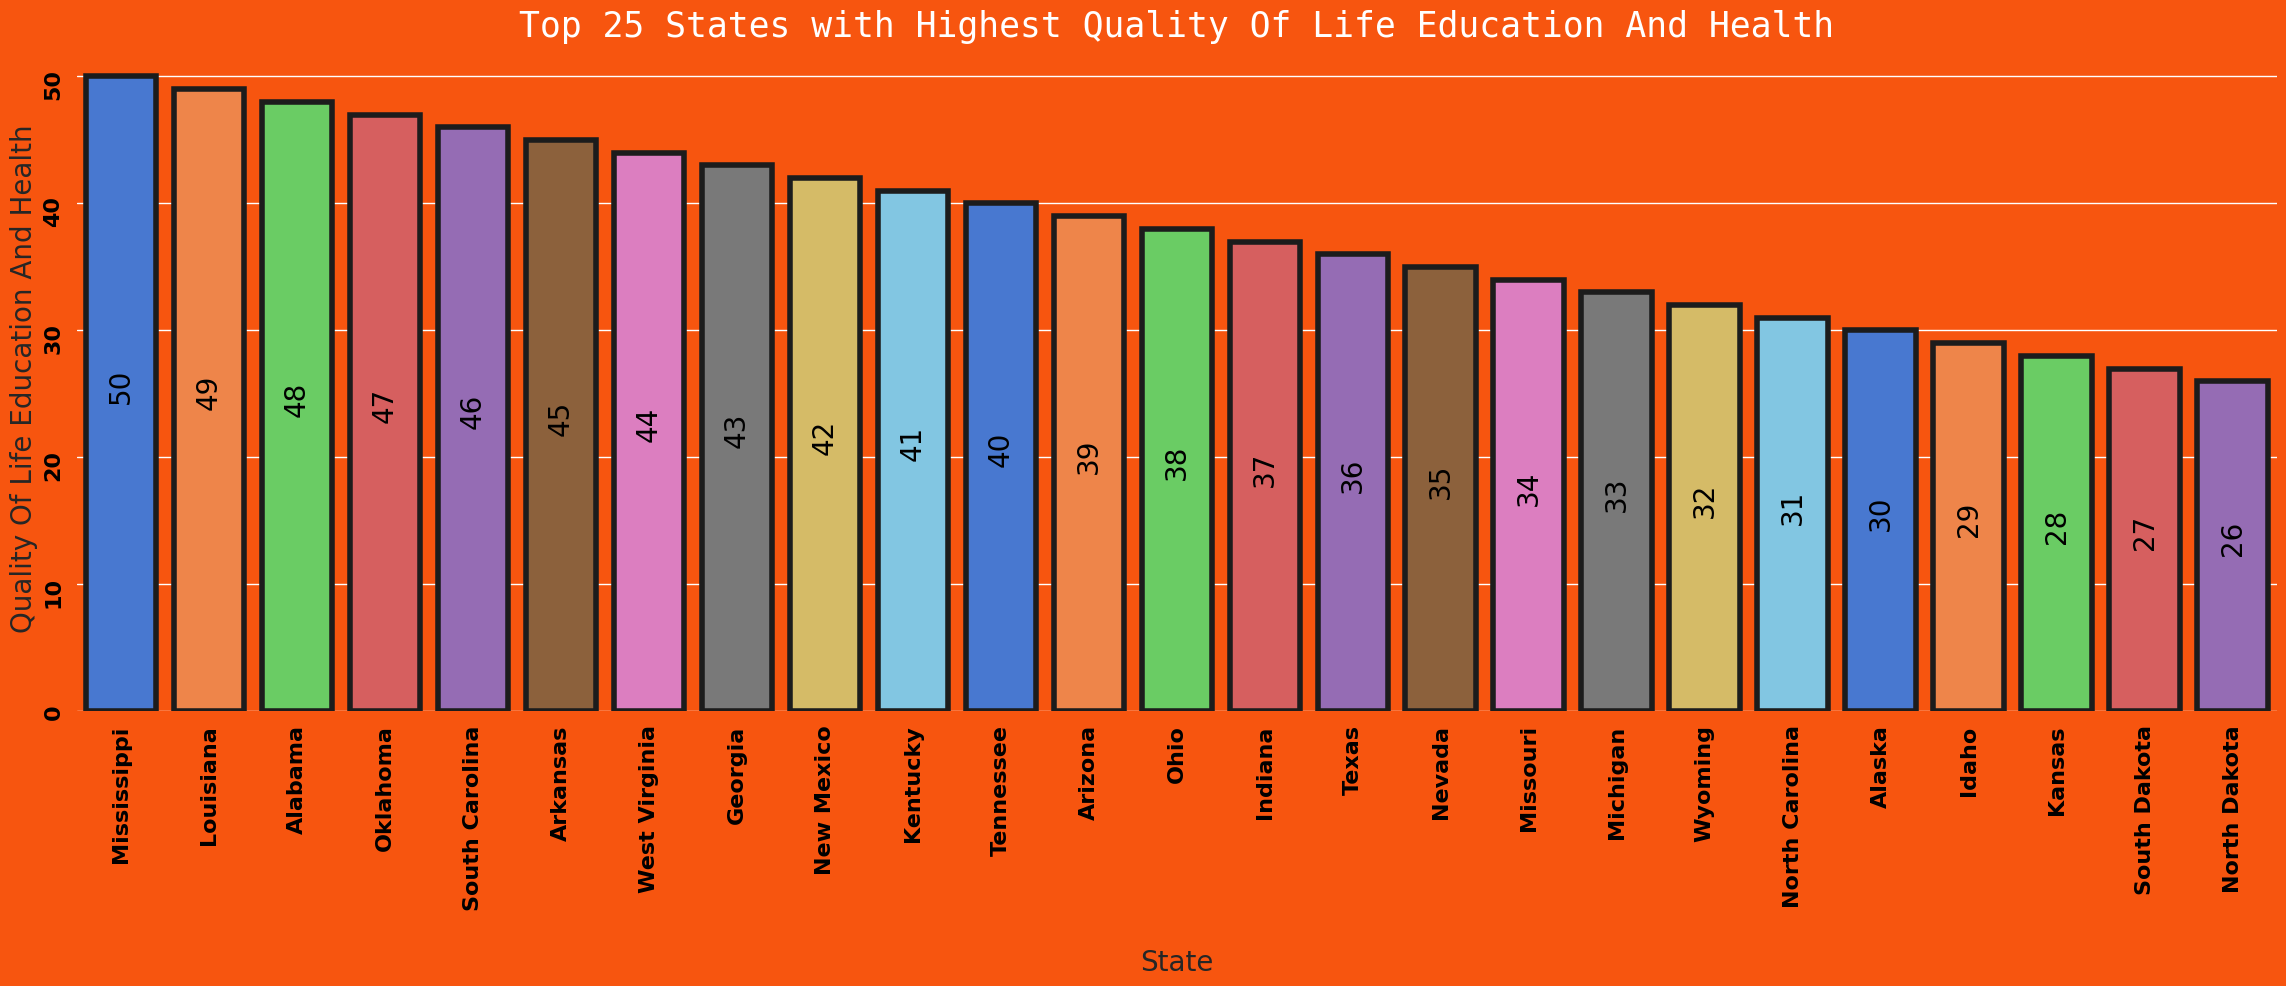 Top 25 States with Highest Quality Of Life Education And Health
Quality Of Life Education And Health
50
40
30
20
10
0
50
49
48
47
46
45
44
43
42
41
40
39
38
37
36
35
34
33
32
31
30
29
28
27
26
Mississippi
Louisiana
Alabama
Oklahoma
South Carolina
Arkansas
West Virginia
Georgia
New Mexico
Kentucky
Tennessee
Arizona
Ohio
Indiana
Texas
Nevada
Missouri
Michigan
Wyoming
North Carolina
Alaska
Idaho
Kansas
South Dakota
North Dakota
State